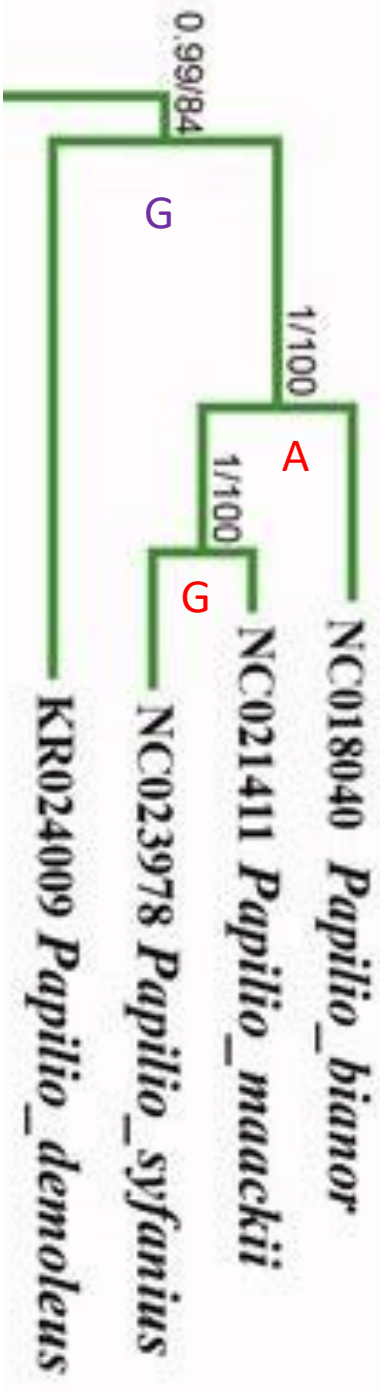 0.99/84
G
1/100
A
1/100
G
NC018040 Papilio_bianor
NC021411 Papilio_maackii
NC023978 Papilio_syfanius
KR024009 Papilio_demoleus